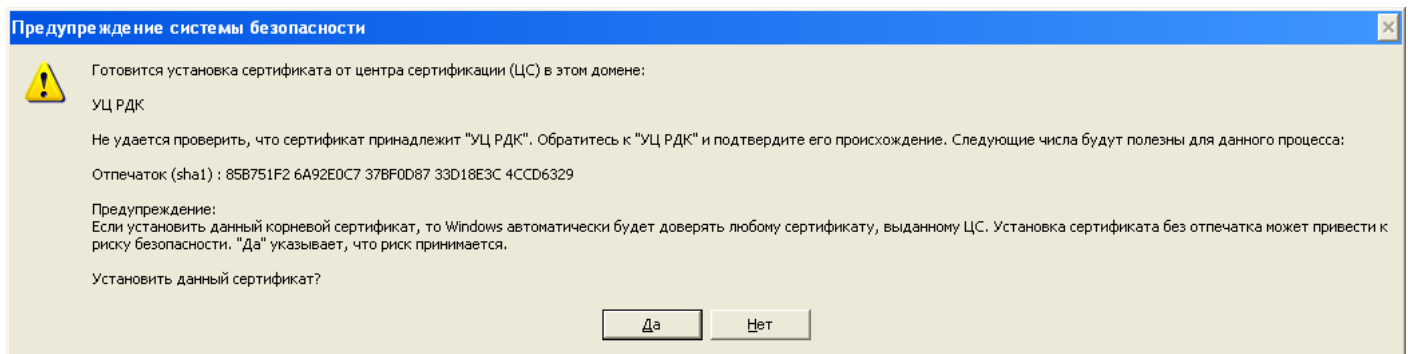 Предупреждение системы безопасности
Готовится установка сертификата от центра сертификации (ЦС) в этом домене:
УЦ РДК
Не удается проверить, что сертификат принадлежит "УЦ РДК". Обратитесь к "УЦ РДК" и подтвердите его происхождение. Следующие числа будут полезны для данного процесса:
Отпечаток (sha1) : 85B751F2 6A92E0C7 37BF0D87 33D18E3C 4CCD6329
Предупреждение:
Если установить данный корневой сертификат, то Windows автоматически будет доверять любому сертификату, выданному ЦС. Установка сертификата без отпечатка может привести к
риску безопасности. "Да" указывает, что риск принимается.
Установить данный сертификат?
Да
Нет